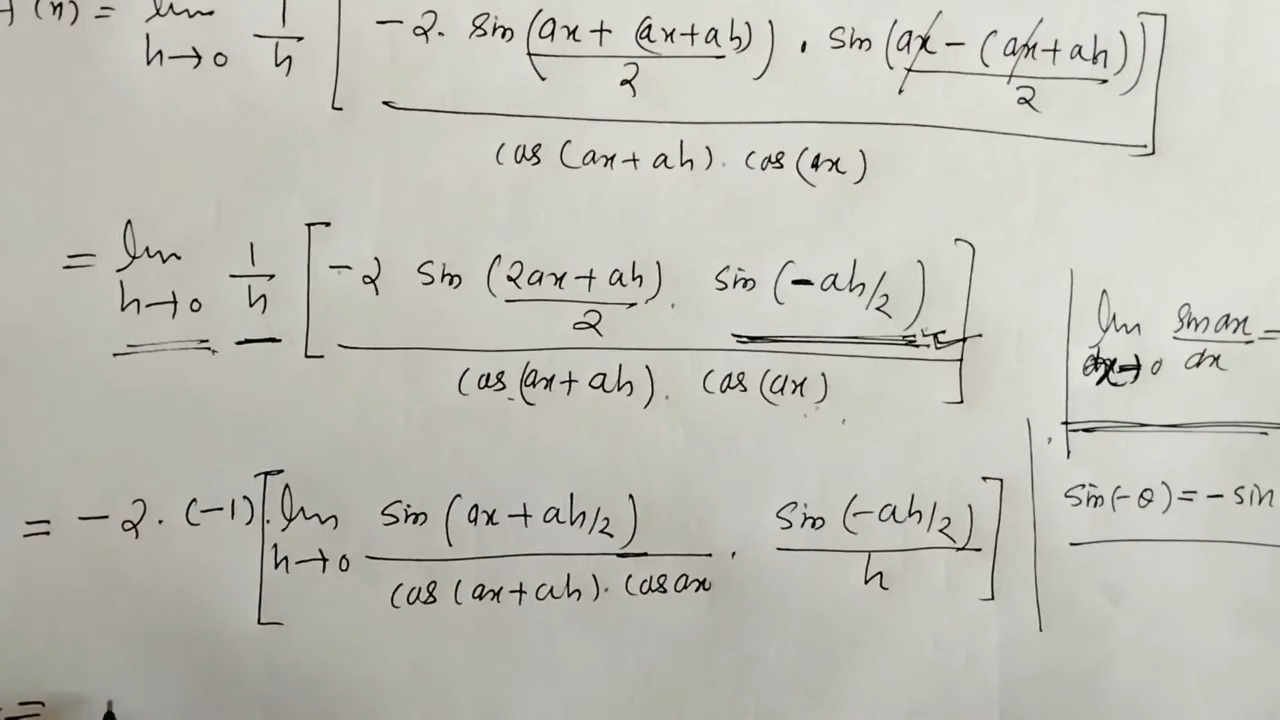 (x) = lim h→0 1/h [ -2. sin (ax + (ax+ah))/2 . sin (ax - (ax+ah))/2 ] / cos (ax+ah). cos (ax)
= lim h→0 1/h [ -2 sin (2ax+ah)/2 . sin (-ah/2) ] / cos (ax+ah). cos (ax)
lim x→0 sin ax / ax =
sin(-θ) = - sin
= -2. (-1) [ lim h→0 sin (ax+ah/2) / cos (ax+ah). cos ax . sin (-ah/2) / h ]
=